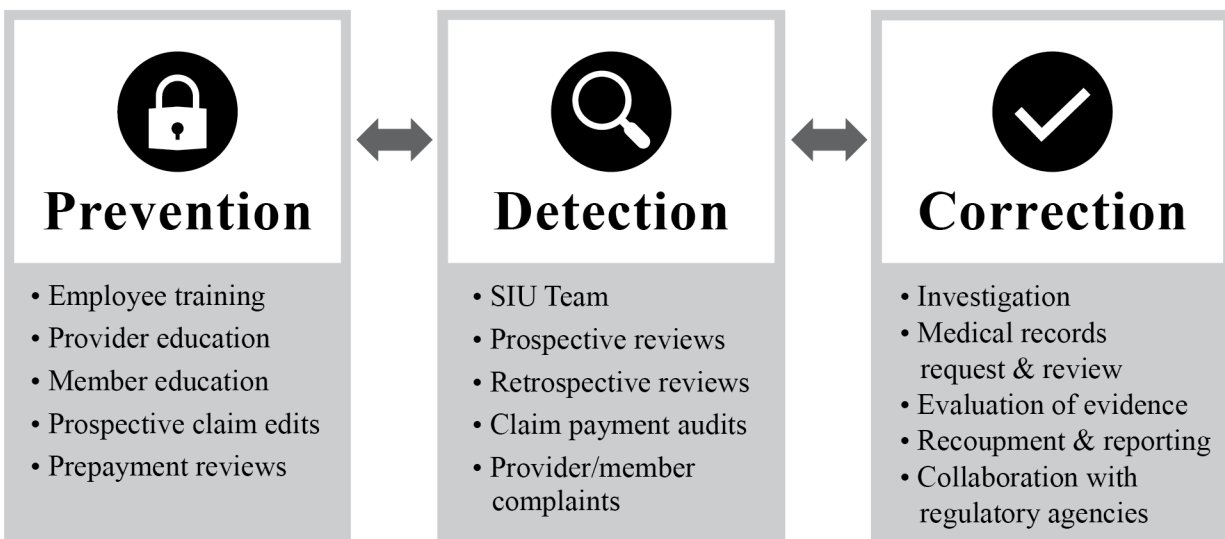 Prevention
• Employee training
• Provider education
• Member education
• Prospective claim edits
• Prepayment reviews
Detection
• SIU Team
• Prospective reviews
• Retrospective reviews
• Claim payment audits
• Provider/member
complaints
Correction
• Investigation
• Medical records
request & review
• Evaluation of evidence
• Recoupment & reporting
• Collaboration with
regulatory agencies